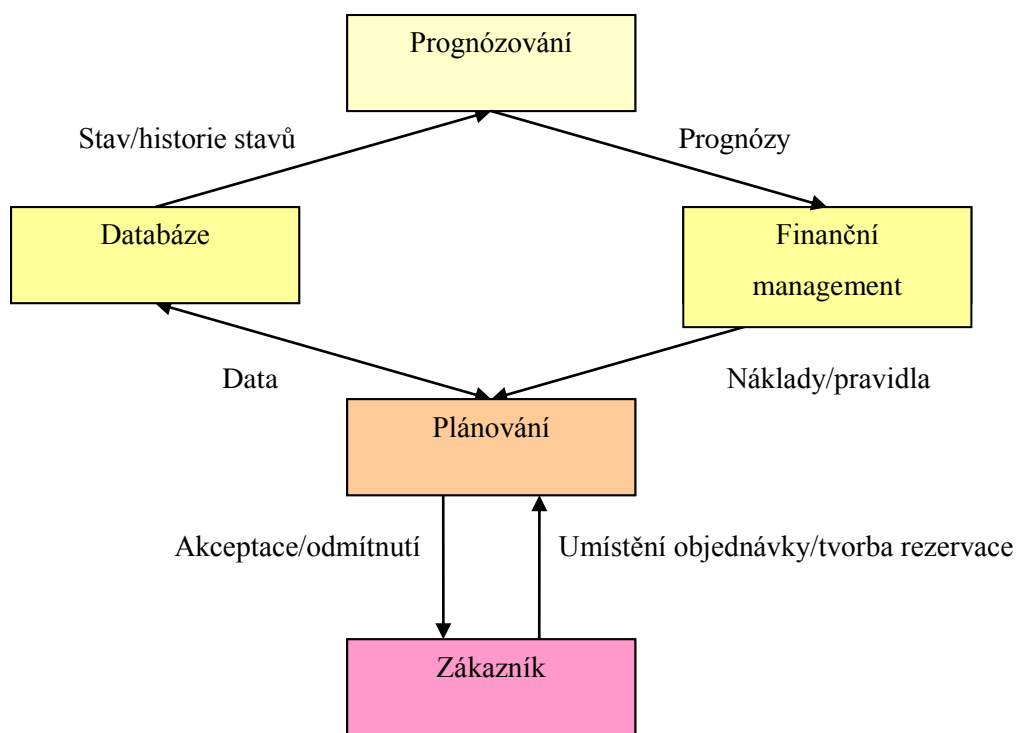 Prognózování
Stav/historie stavů
Prognózy
Databáze
Finanční
management
Data
Náklady/pravidla
Plánování
Akceptace/odmítnutí
Umístění objednávky/tvorba rezervace
Zákazník